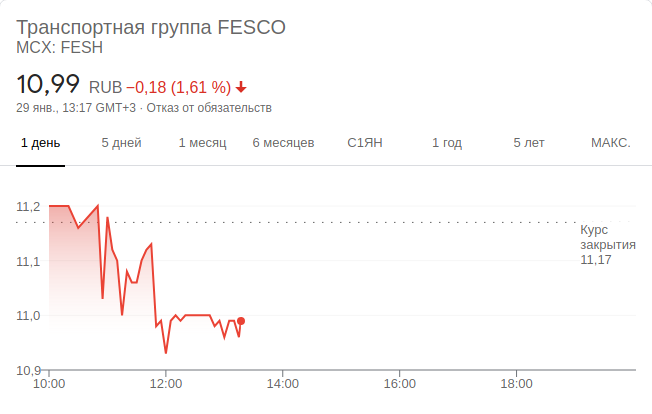 Транспортная группа FESCO
MCX: FESH
10,99 RUB −0,18 (1,61 %)
29 янв., 13:17 GMT+3 · Отказ от обязательств
1 день 5 дней 1 месяц 6 месяцев С1ЯН 1 год 5 лет МАКС.
11,2
Курс
закрытия
11,17
11,1
11,0
10,9
10:00 12:00 14:00 16:00 18:00